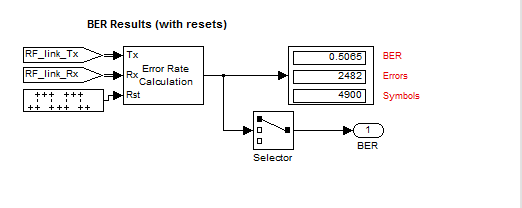 BER Results (with resets)
RF_link_Tx
RF_link_Rx
Tx
Rx
Rst
Error Rate
Calculation
0.5065
2482
4900
BER
Errors
Symbols
Selector
1
BER